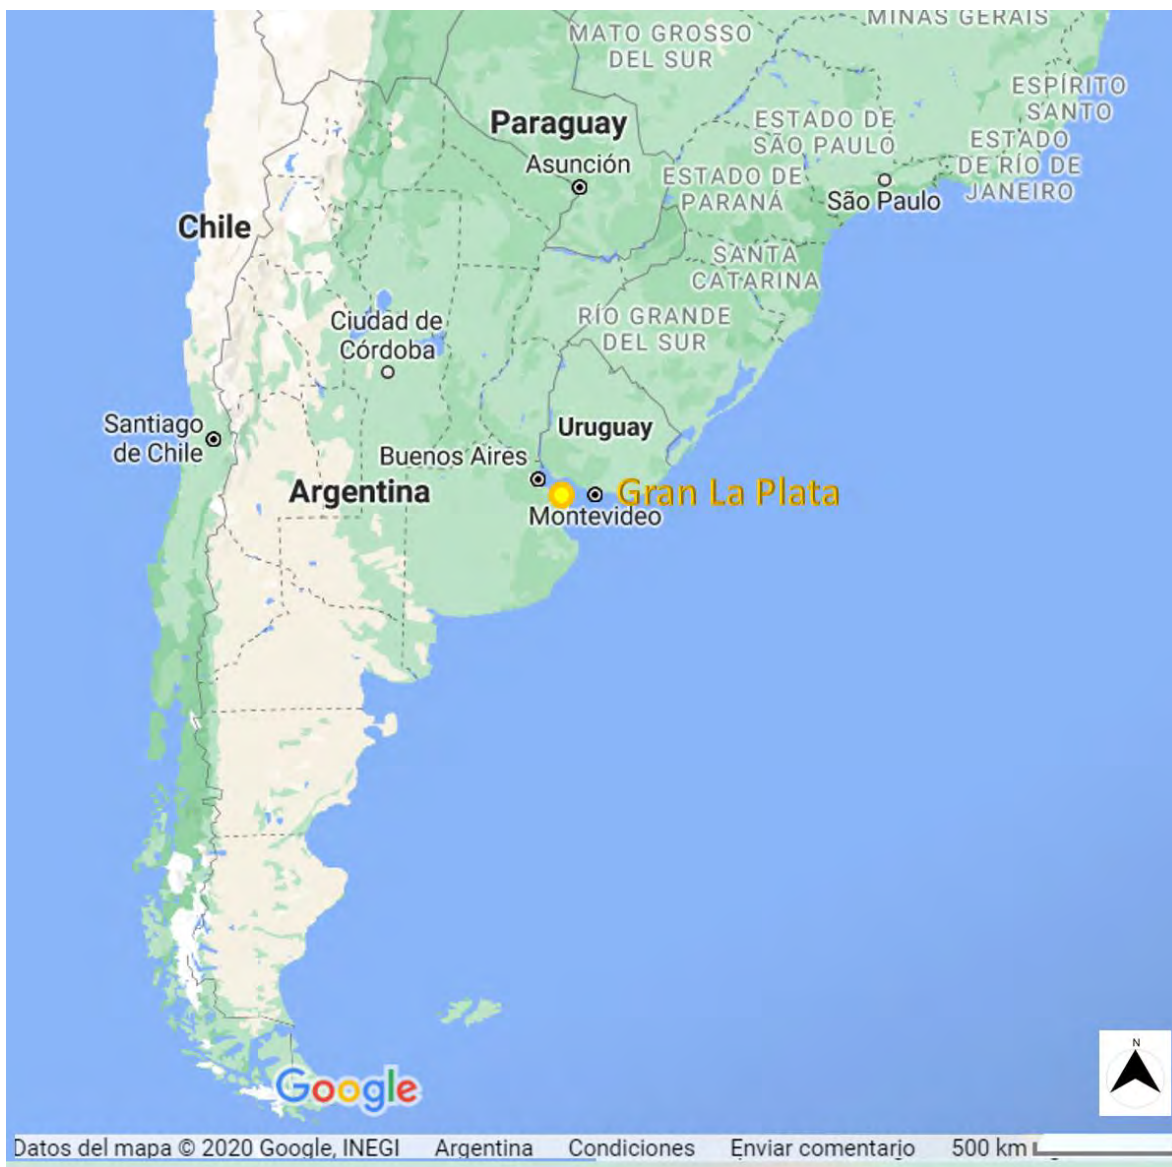 MINAS GERAIS
MATO GROSSO
DEL SUR
ESPÍRITO
SANTO
Paraguay
ESTADO DE
SÃO PAULO
ESTADO
DE RÍO DE
JANEIRO
Asunción
ESTADO DE
PARANÁ
São Paulo
Chile
SANTA
CATARINA
Ciudad de
Córdoba
RÍO GRANDE
DEL SUR
Santiago
de Chile
Uruguay
Buenos Aires
Argentina
Gran La Plata
Montevideo
N
Google
Datos del mapa © 2020 Google, INEGI Argentina Condiciones Enviar comentario 500 km